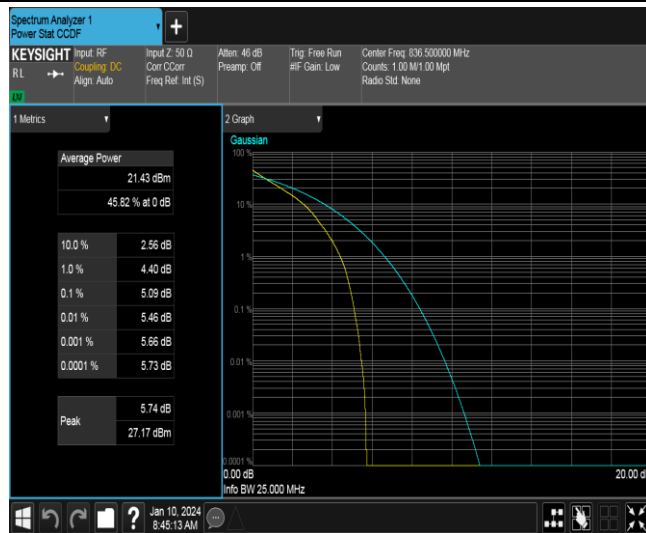 Spectrum Analyzer 1
Power Stat CCDF
+
KEYSIGHT
RL
Input: RF
Coupling: DC
Align: Auto
Input Z: 50 Ω
Corr CCorr
Freq Ref: Int (S)
Atten: 46 dB
Preamp: Off
Trig: Free Run
#IF Gain: Low
Center Freq: 836.500000 MHz
Counts: 1.00 M/1.00 Mpt
Radio Std: None
1 Metrics
Average Power
21.43 dBm
45.82 % at 0 dB
10.0 % 2.56 dB
1.0 % 4.40 dB
0.1 % 5.09 dB
0.01 % 5.46 dB
0.001 % 5.66 dB
0.0001 % 5.73 dB
Peak
5.74 dB
27.17 dBm
2 Graph
Gaussian
100 %
10 %
1 %
0.1 %
0.01 %
0.001 %
0.0001 %
0.00 dB
20.00 d
Info BW 25.000 MHz
?
Jan 10, 2024
8:45:13 AM